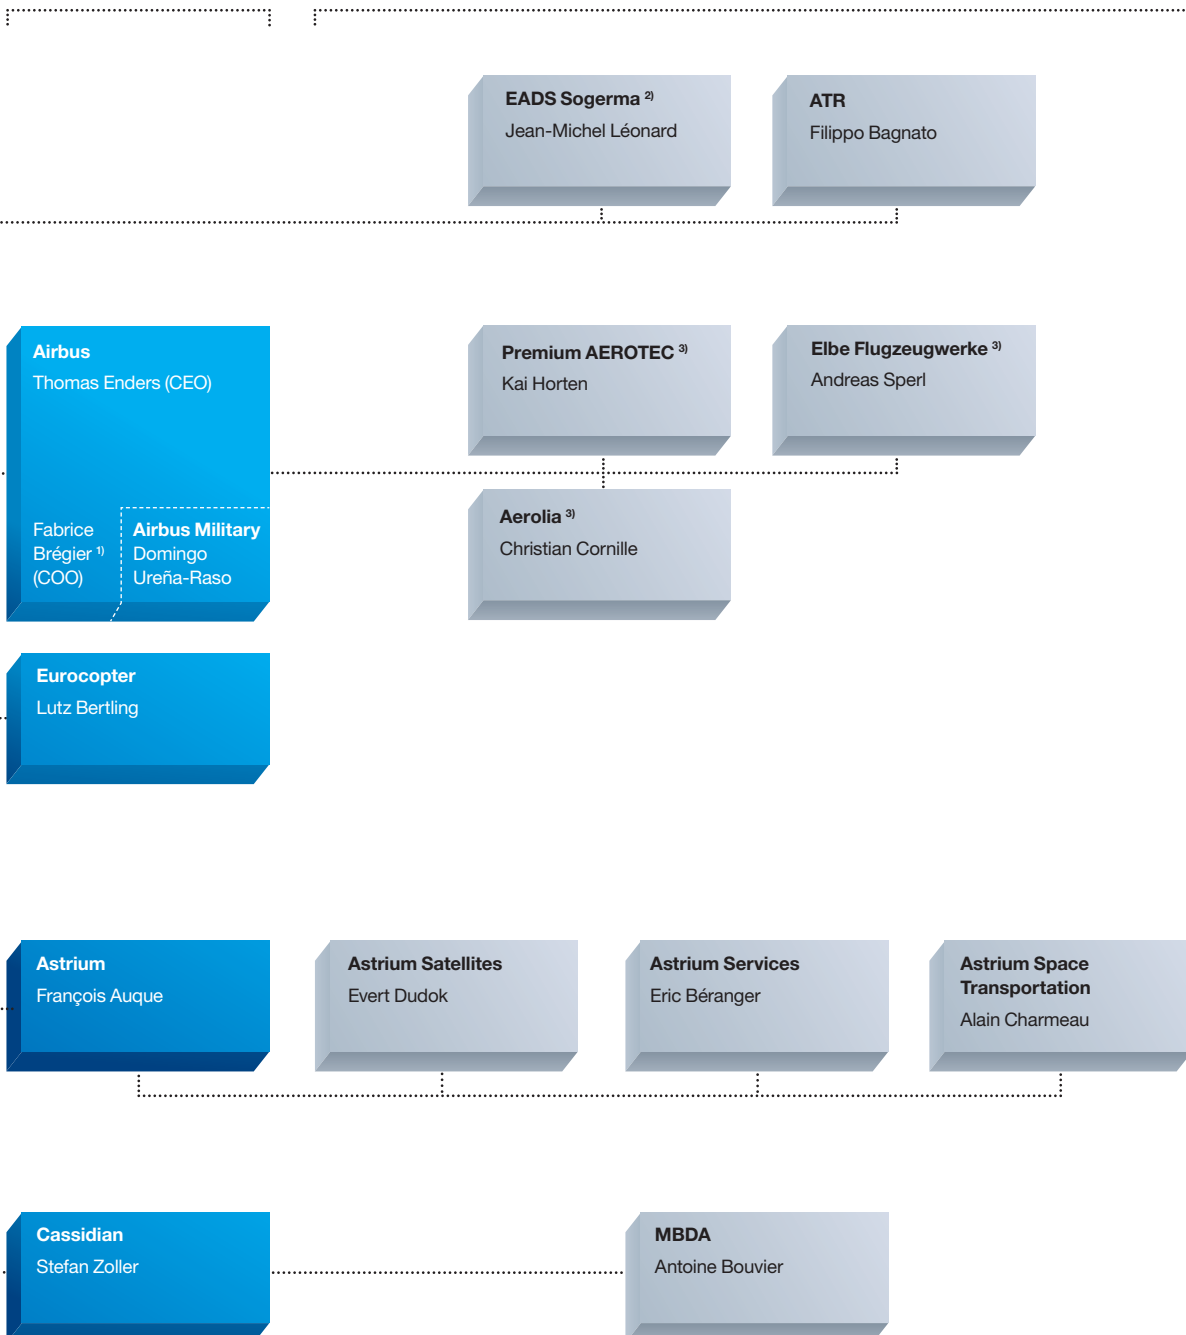 EADS Sogerma 2)
Jean-Michel Léonard
ATR
Filippo Bagnato
Airbus
Thomas Enders (CEO)
Fabrice
Brégier 1)
(COO)
Airbus Military
Domingo
Ureña-Raso
Premium AEROTEC 3)
Kai Horten
Elbe Flugzeugwerke 3)
Andreas Sperl
Aerolia 3)
Christian Cornille
Eurocopter
Lutz Bertling
Astrium
François Auque
Astrium Satellites
Evert Dudok
Astrium Services
Eric Béranger
Astrium Space
Transportation
Alain Charmeau
Cassidian
Stefan Zoller
MBDA
Antoine Bouvier